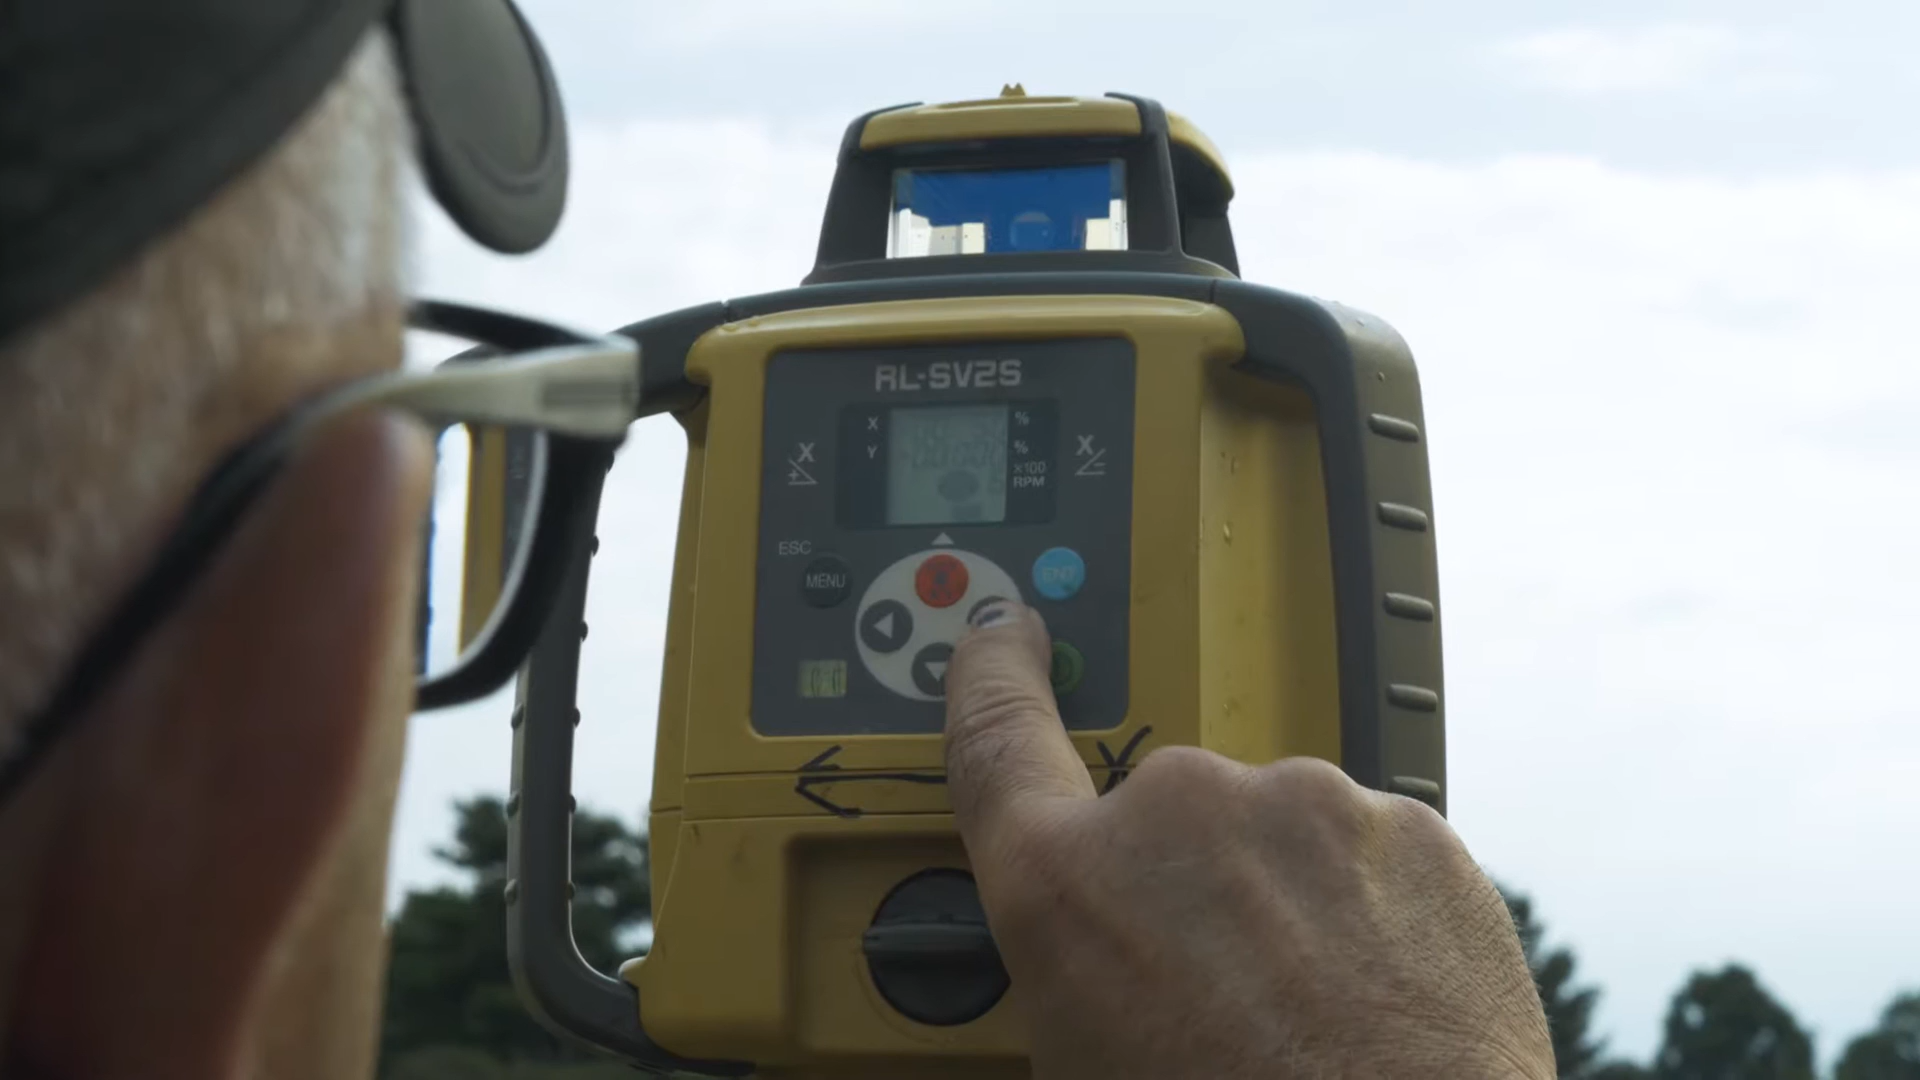 RL-SV2S
X %
Y %
×100
RPM
X X
ESC
MENU
ENT
X